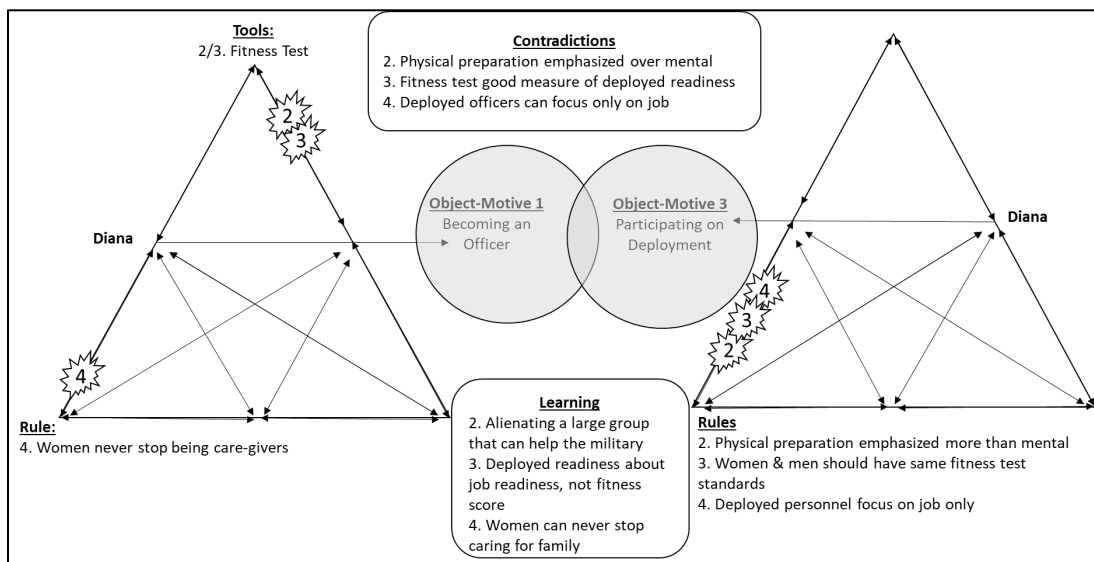 Tools:
2/3. Fitness Test
2
3
Diana
4
Rule:
4. Women never stop being care-givers
Contradictions
2. Physical preparation emphasized over mental
3. Fitness test good measure of deployed readiness
4. Deployed officers can focus only on job
Object-Motive 1
Becoming an
Officer
Object-Motive 3
Participating on
Deployment
Learning
2. Alienating a large group
that can help the military
3. Deployed readiness about
job readiness, not fitness
score
4. Women can never stop
caring for family
Diana
4
3
2
Rules
2. Physical preparation emphasized more than mental
3. Women & men should have same fitness test
standards
4. Deployed personnel focus on job only